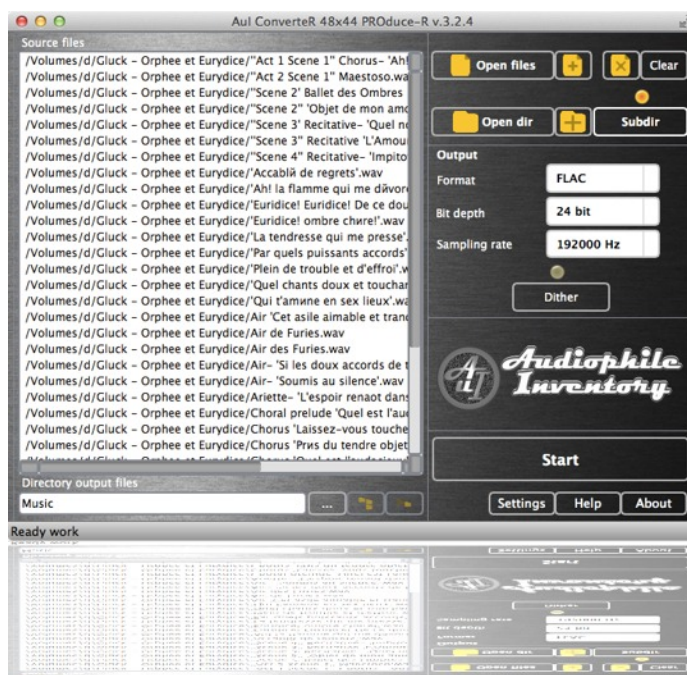 AuI ConverteR 48x44 PROduce-R v.3.2.4
Source files
/Volumes/d/Gluck - Orphee et Eurydice/"Act 1 Scene 1" Chorus- 'Ah!
/Volumes/d/Gluck - Orphee et Eurydice/"Act 2 Scene 1" Maestoso.wa
/Volumes/d/Gluck - Orphee et Eurydice/"Scene 2' Ballet des Ombres
/Volumes/d/Gluck - Orphee et Eurydice/"Scene 2" 'Objet de mon amo
/Volumes/d/Gluck - Orphee et Eurydice/"Scene 3' Recitative- 'Quel no
/Volumes/d/Gluck - Orphee et Eurydice/"Scene 3" Recitative 'L'Amou
/Volumes/d/Gluck - Orphee et Eurydice/"Scene 4" Recitative- 'Impito
/Volumes/d/Gluck - Orphee et Eurydice/'Accablй de regrets'.wav
/Volumes/d/Gluck - Orphee et Eurydice/'Ah! la flamme qui me dйvor
/Volumes/d/Gluck - Orphee et Eurydice/'Euridice! Euridice! De ce dou
/Volumes/d/Gluck - Orphee et Eurydice/'Euridice! ombre chиre!'.wav
/Volumes/d/Gluck - Orphee et Eurydice/'La tendresse qui me presse'.
/Volumes/d/Gluck - Orphee et Eurydice/'Par quels puissants accords'
/Volumes/d/Gluck - Orphee et Eurydice/'Plein de trouble et d'effroi'.w
/Volumes/d/Gluck - Orphee et Eurydice/'Quel chants doux et touchar
/Volumes/d/Gluck - Orphee et Eurydice/'Qui t'amиne en sex lieux'.wa
/Volumes/d/Gluck - Orphee et Eurydice/Air 'Cet asile aimable et tranq
/Volumes/d/Gluck - Orphee et Eurydice/Air de Furies.wav
/Volumes/d/Gluck - Orphee et Eurydice/Air des Furies.wav
/Volumes/d/Gluck - Orphee et Eurydice/Air- 'Si les doux accords de t
/Volumes/d/Gluck - Orphee et Eurydice/Air- 'Soumis au silence'.wav
/Volumes/d/Gluck - Orphee et Eurydice/Ariette- 'L'espoir renaоt dans
/Volumes/d/Gluck - Orphee et Eurydice/Choral prelude 'Quel est l'aud
/Volumes/d/Gluck - Orphee et Eurydice/Chorus 'Laissez-vous touche
/Volumes/d/Gluck - Orphee et Eurydice/Chorus 'Prиs du tendre objet
Directory output files
Music
...
Ready work
Open files
Clear
Open dir
Subdir
Output
Format
FLAC
Bit depth
24 bit
Sampling rate
192000 Hz
Dither
AuI
Audiophile
Inventory
Start
Settings
Help
About